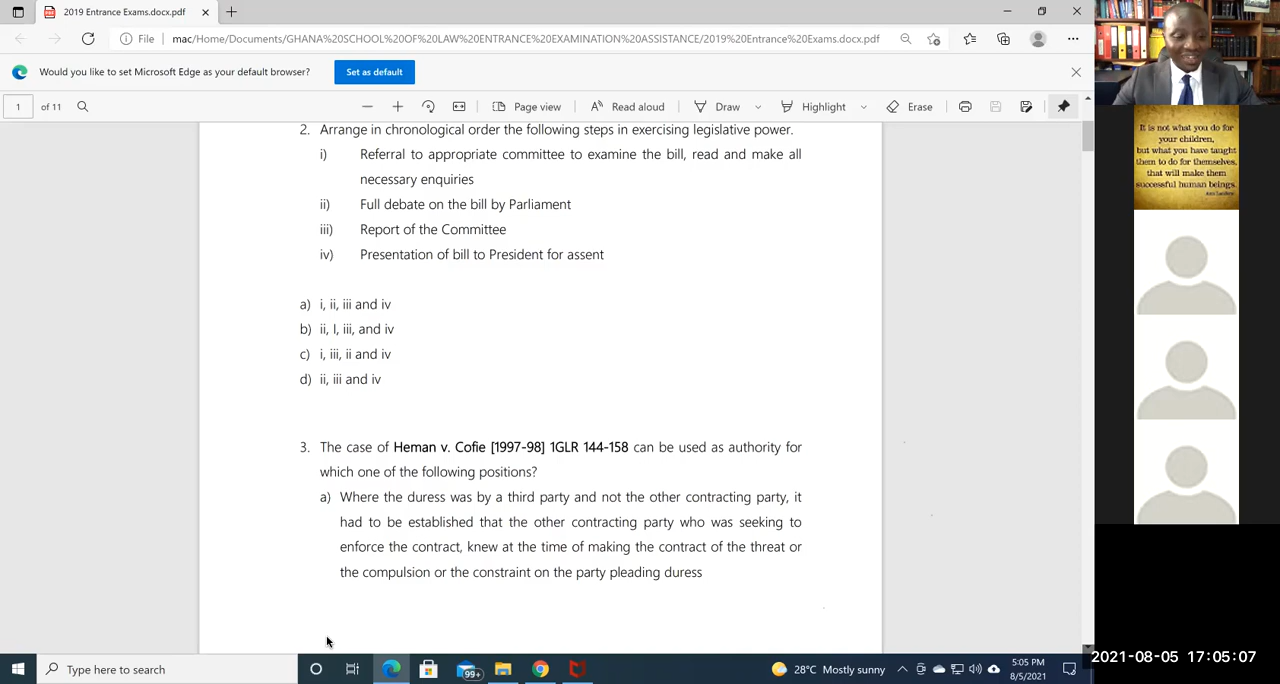 2019 Entrance Exams.docx.pdf
File
mac/Home/Documents/GHANA%20SCHOOL%20OF%20LAW%20ENTRANCE%20EXAMINATION%20ASSISTANCE/2019%20Entrance%20Exams.docx.pdf
Would you like to set Microsoft Edge as your default browser?
Set as default
1 of 11
Page view
Read aloud
Draw
Highlight
Erase
2. Arrange in chronological order the following steps in exercising legislative power.
i) Referral to appropriate committee to examine the bill, read and make all
necessary enquiries
ii) Full debate on the bill by Parliament
iii) Report of the Committee
iv) Presentation of bill to President for assent
a) i, ii, iii and iv
b) ii, I, iii, and iv
c) i, iii, ii and iv
d) ii, iii and iv
3. The case of Heman v. Cofie [1997-98] 1GLR 144-158 can be used as authority for
which one of the following positions?
a) Where the duress was by a third party and not the other contracting party, it
had to be established that the other contracting party who was seeking to
enforce the contract, knew at the time of making the contract of the threat or
the compulsion or the constraint on the party pleading duress
It is not what you do for
your children,
but what you have taught
them to do for themselves,
that will make them
successful human beings.
Type here to search
99+
28°C Mostly sunny
5:05 PM
8/5/2021
2021-08-05 17:05:07